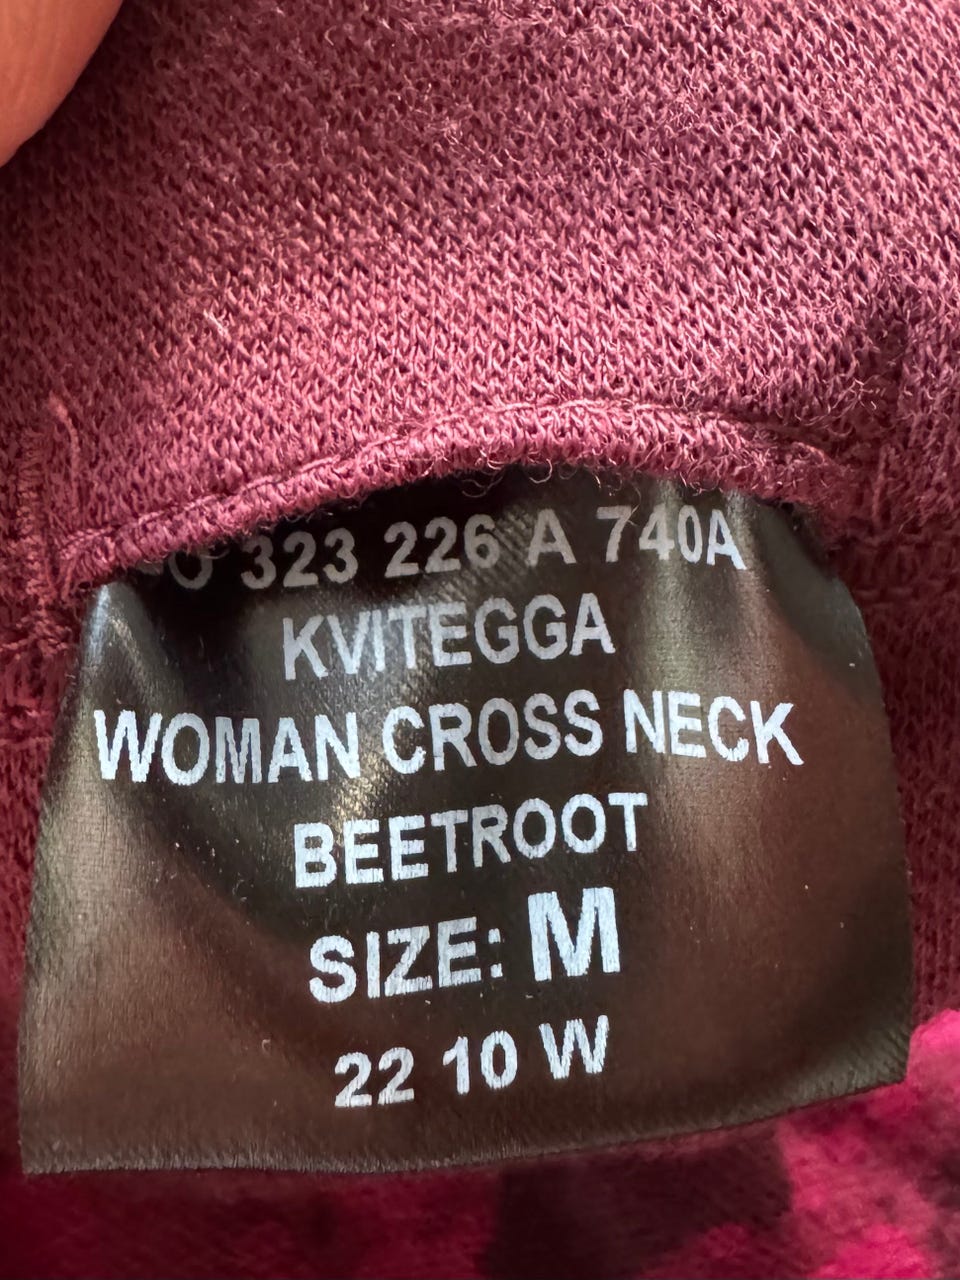 323 226 A 740A
KVITEGGA
WOMAN CROSS NECK
BEETROOT
SIZE: M
22 10 W